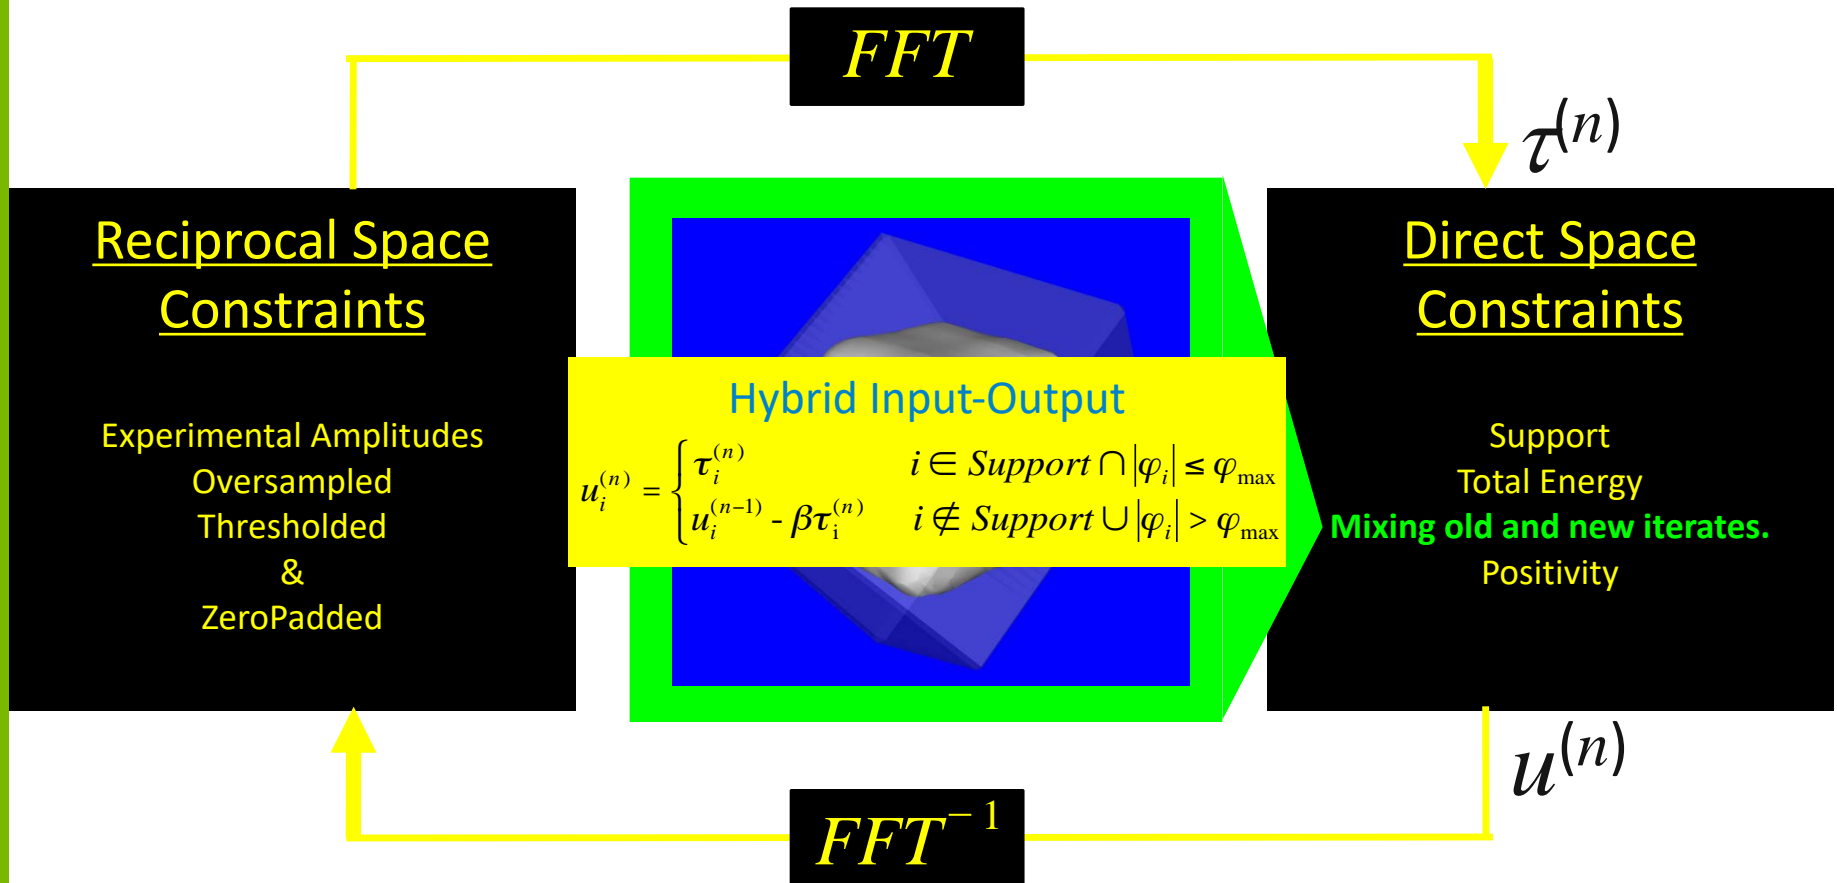 FFT
τ(n)
Reciprocal Space
Constraints
Experimental Amplitudes
Oversampled
Thresholded
&
ZeroPadded
Hybrid Input-Output
u_i^(n) = { τ_i^(n)    i ∈ Support ∩ |φ_i| ≤ φ_max
u_i^(n−1) - βτ_i^(n)    i ∉ Support ∪ |φ_i| > φ_max
Direct Space
Constraints
Support
Total Energy
Mixing old and new iterates.
Positivity
u(n)
FFT^−1